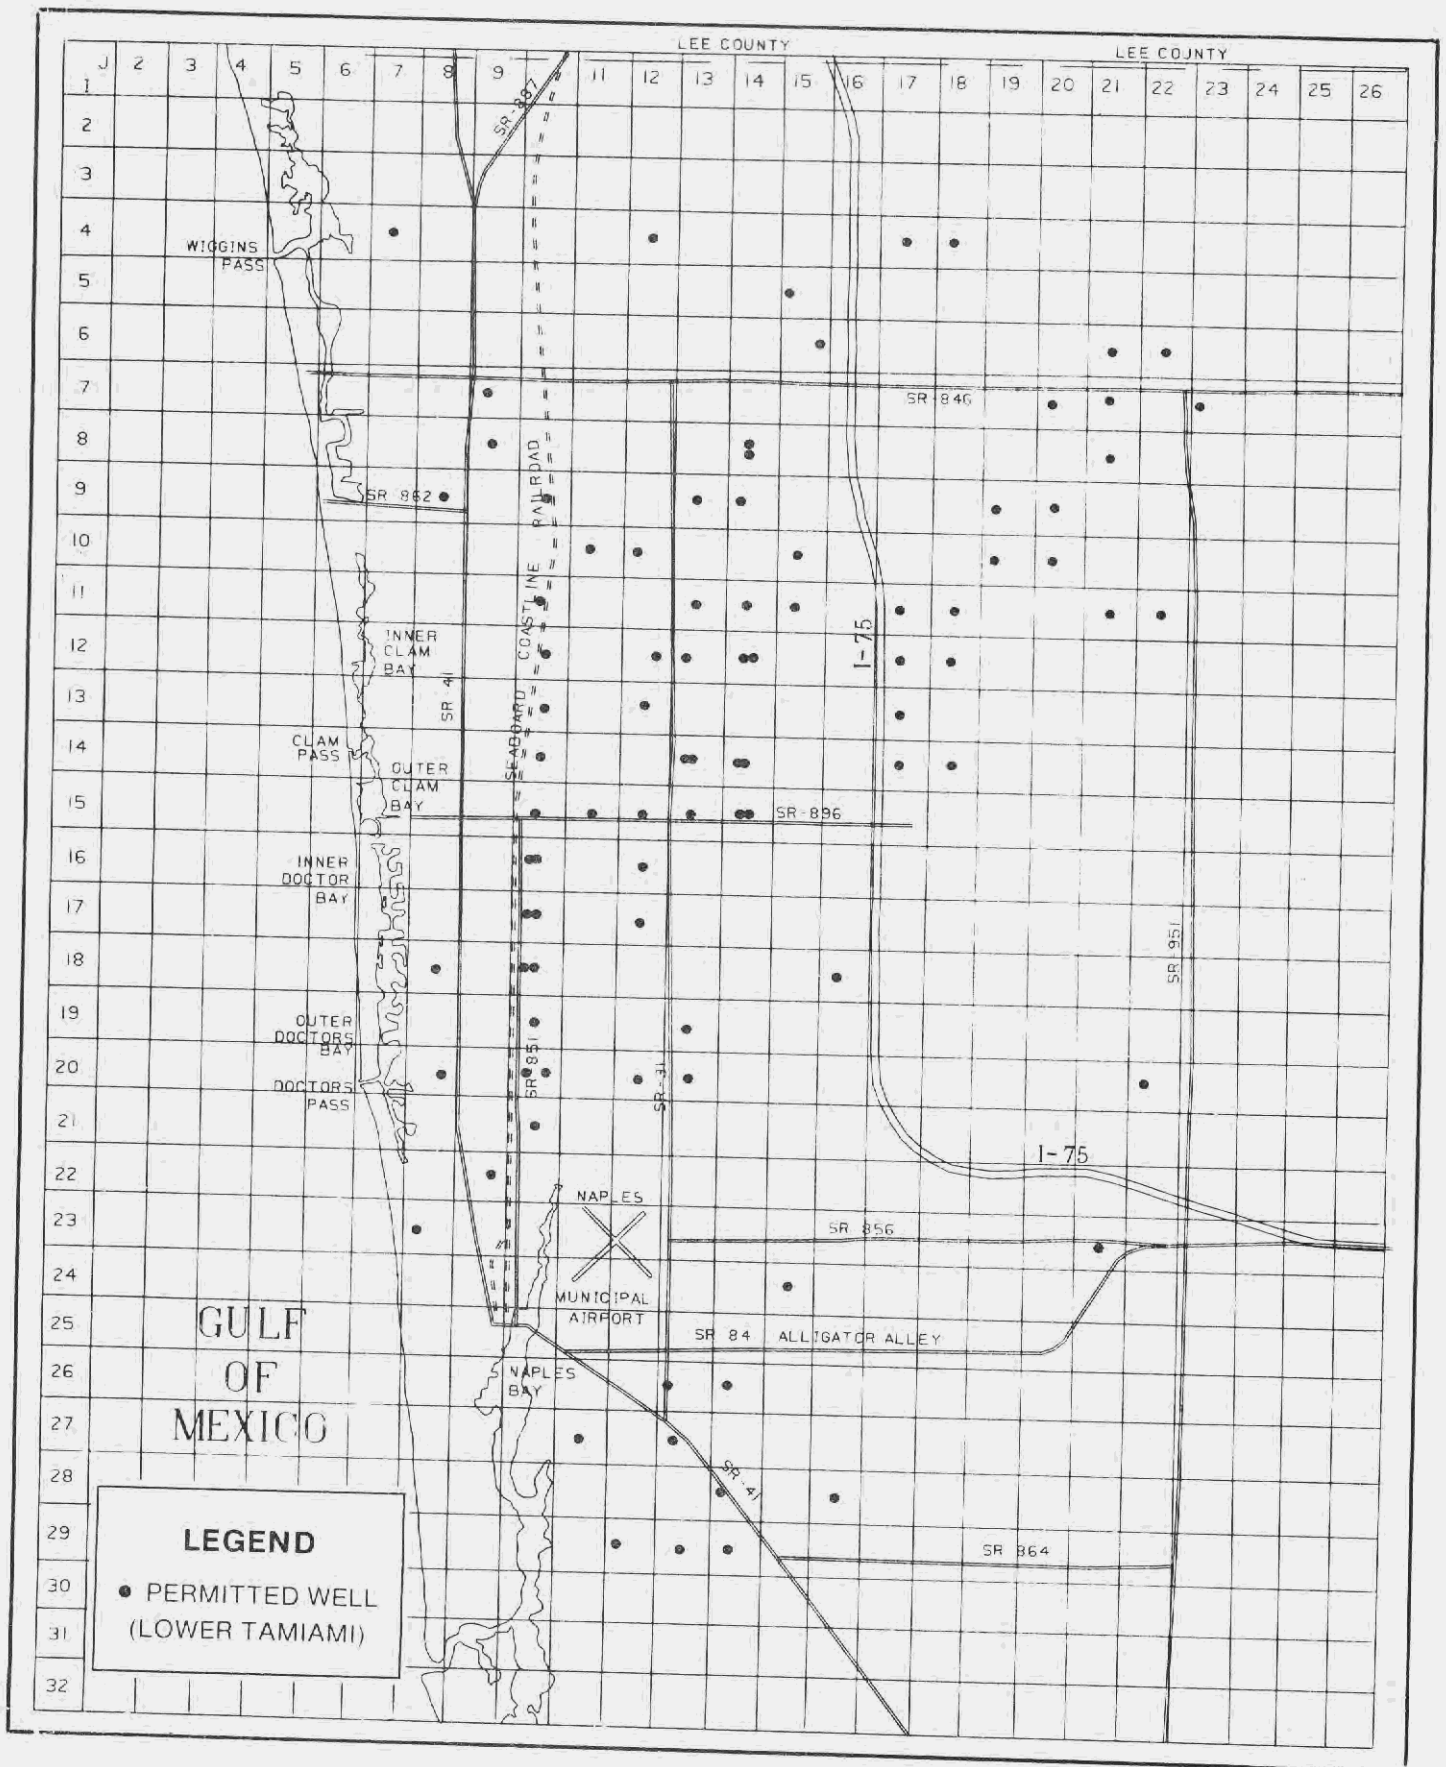 LEE COUNTY
LEE COUNTY
J 2 3 4 5 6 7 8 9 11 12 13 14 15 16 17 18 19 20 21 22 23 24 25 26
1
2
3
4
5
6
7
8
9
10
11
12
13
14
15
16
17
18
19
20
21
22
23
24
25
26
27
28
29
30
31
32
SR-887
WIGGINS
PASS
SR-846
SR 862
SEABOARD COASTLINE RAILROAD
INNER
CLAM
BAY
SR 41
I-75
CLAM
PASS
OUTER
CLAM
BAY
SR-896
INNER
DOCTOR
BAY
SR-951
OUTER
DOCTORS
BAY
SR-851
SR-31
DOCTORS
PASS
I-75
NAPLES
MUNICIPAL
AIRPORT
SR 856
SR 84 ALLIGATOR ALLEY
NAPLES
BAY
GULF
OF
MEXICO
SR-41
SR 864
LEGEND
● PERMITTED WELL
(LOWER TAMIAMI)